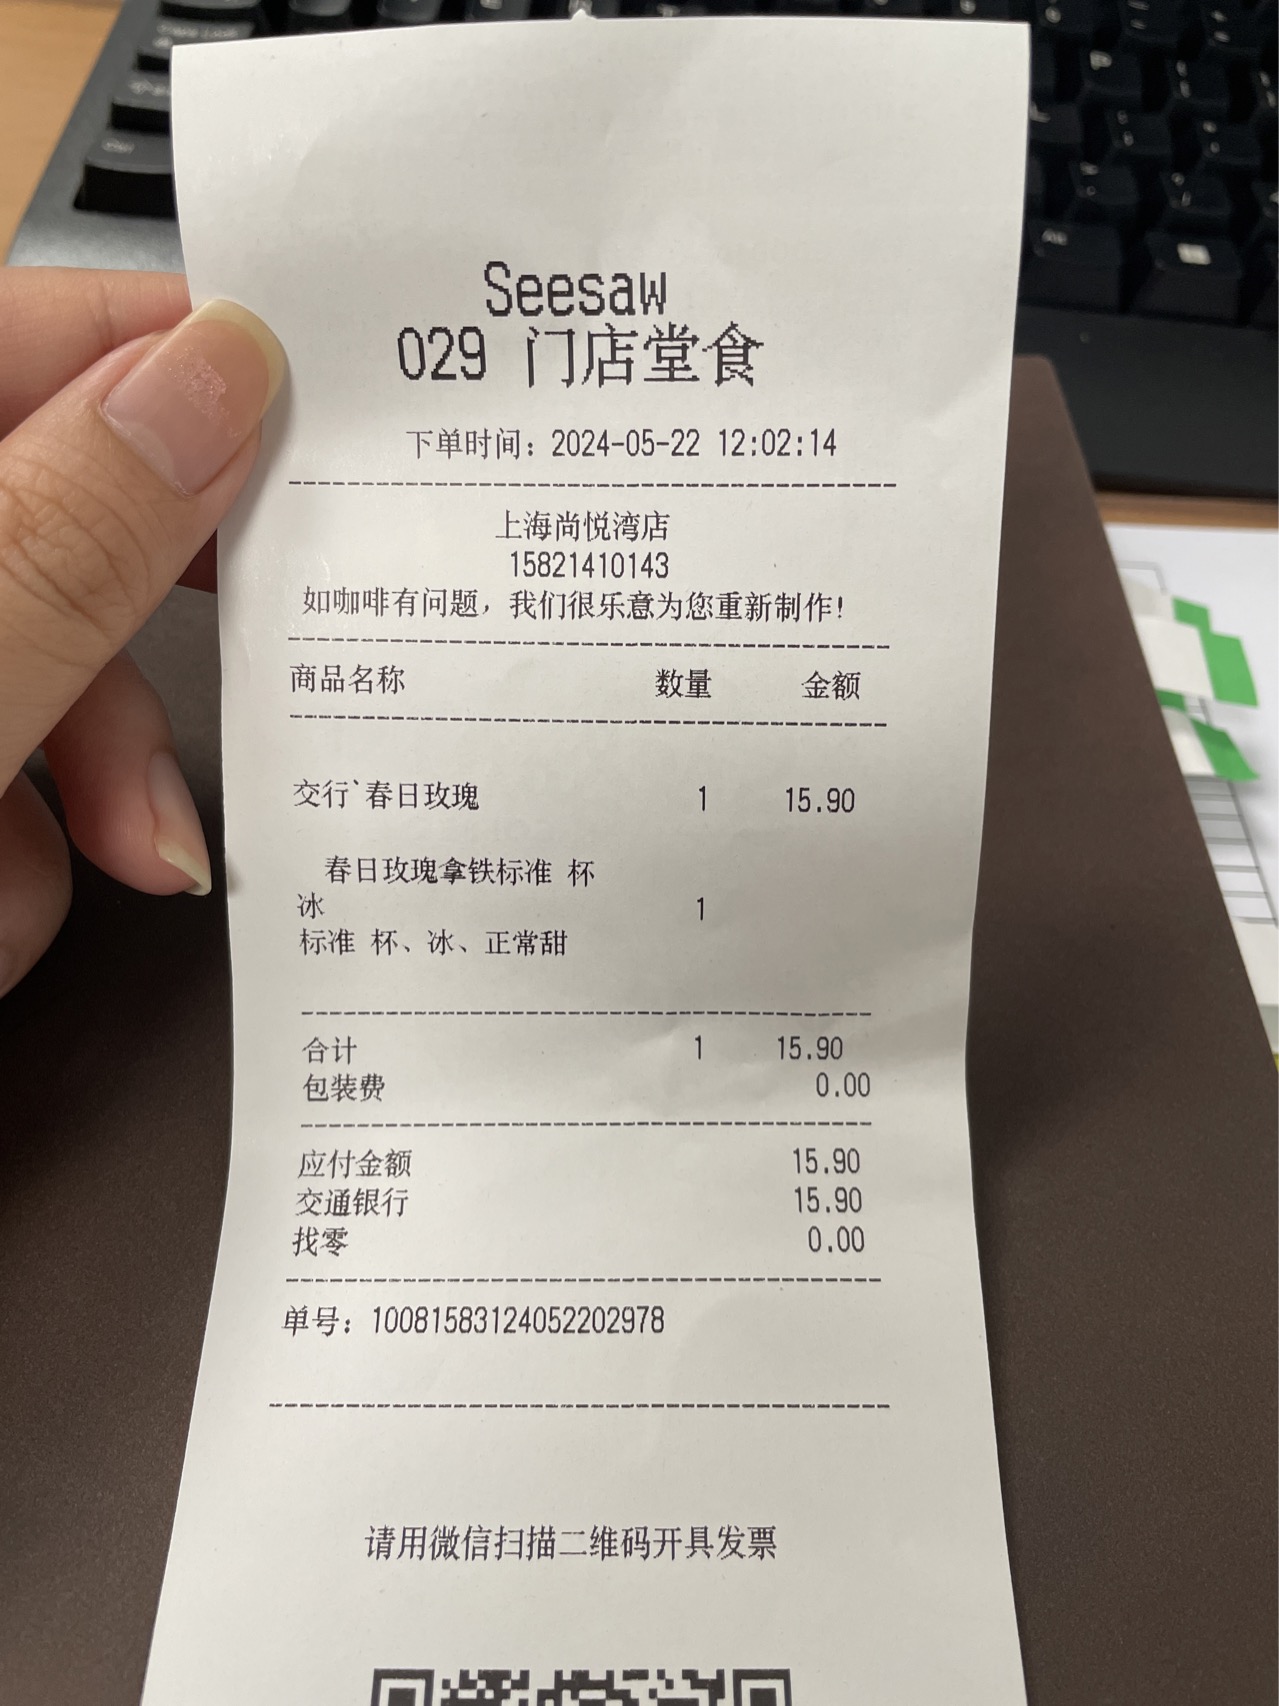 Seesaw
029 门店堂食
下单时间：2024-05-22 12:02:14
上海尚悦湾店
15821410143
如咖啡有问题，我们很乐意为您重新制作！
商品名称 数量 金额
交行`春日玫瑰 1 15.90
春日玫瑰拿铁标准 杯
冰 1
标准 杯、冰、正常甜
合计 1 15.90
包装费 0.00
应付金额 15.90
交通银行 15.90
找零 0.00
单号：10081583124052202978
请用微信扫描二维码开具发票